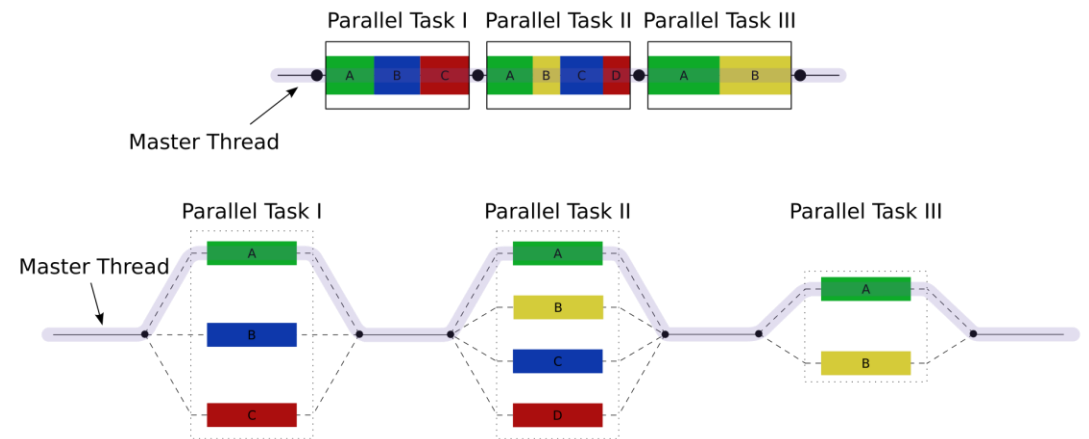 Parallel Task I Parallel Task II Parallel Task III
A B C A B C D A B
Master Thread
Parallel Task I Parallel Task II Parallel Task III
A A
Master Thread
A
B
B
C
B
C D